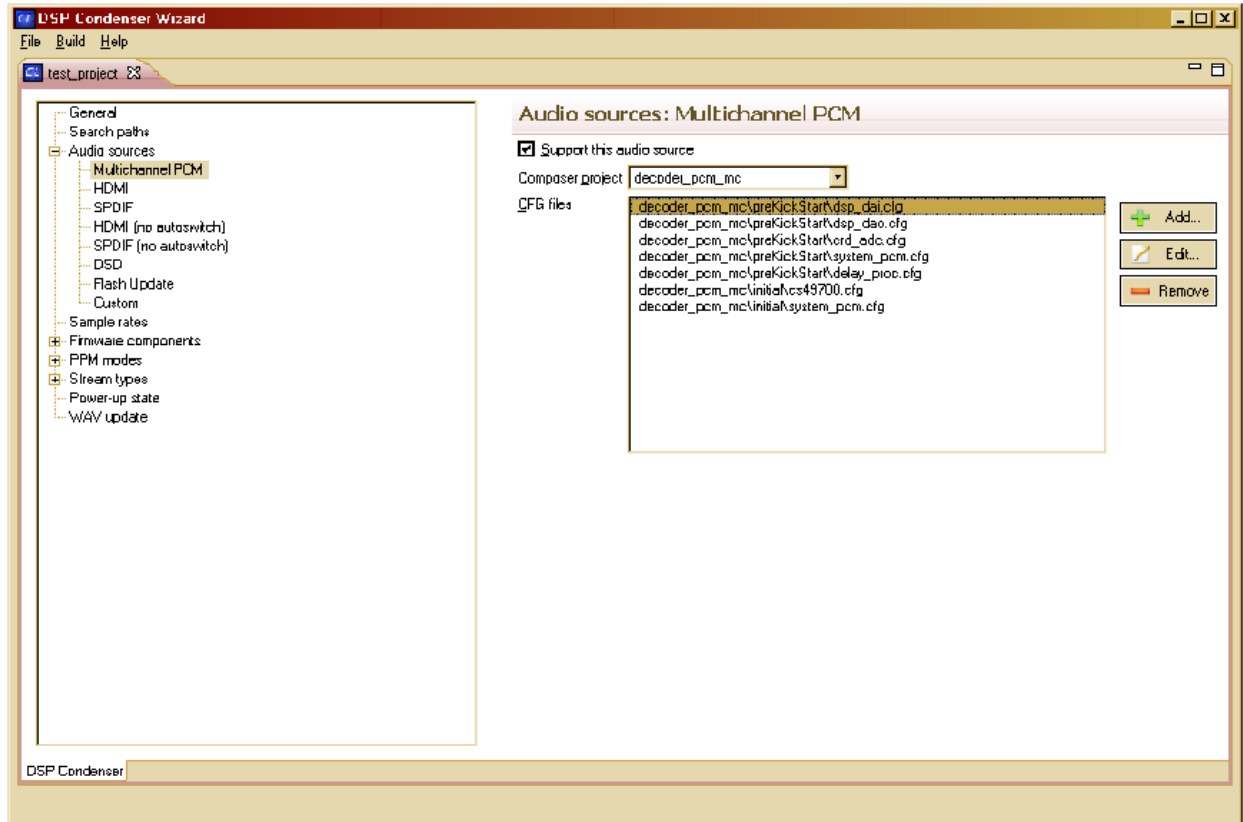 DSP Condenser Wizard
File Build Help
test_project
General
Search paths
Audio sources
Multichannel PCM
HDMI
SPDIF
HDMI (no autoswitch)
SPDIF (no autoswitch)
DSD
Flash Update
Custom
Sample rates
Firmware components
PPM modes
Stream types
Power-up state
WAV update
Audio sources: Multichannel PCM
Support this audio source
Composer project decoder_pcm_mc
CFG files
decoder_pcm_mc\preKickStart\dsp_dai.cfg
decoder_pcm_mc\preKickStart\dsp_dao.cfg
decoder_pcm_mc\preKickStart\crd_adc.cfg
decoder_pcm_mc\preKickStart\system_pcm.cfg
decoder_pcm_mc\preKickStart\delay_proc.cfg
decoder_pcm_mc\initial\cs49700.cfg
decoder_pcm_mc\initial\system_pcm.cfg
Add...
Edit...
Remove
DSP Condenser